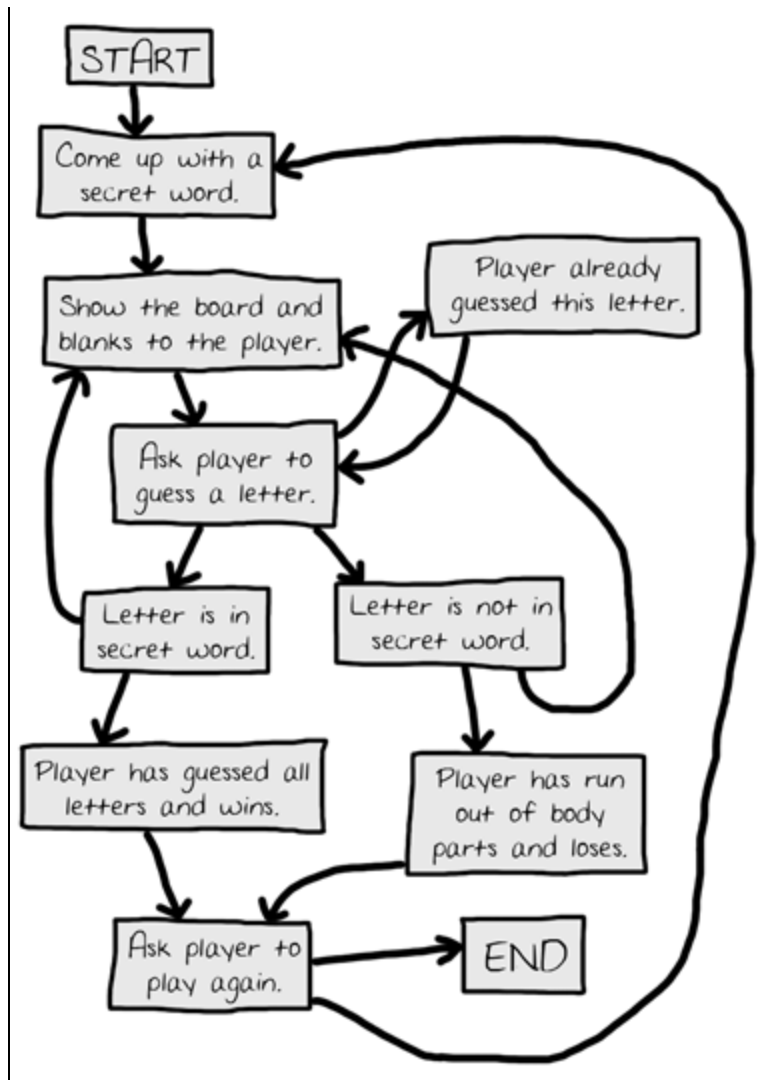 START
Come up with a
secret word.
Show the board and
blanks to the player.
Player already
guessed this letter.
Ask player to
guess a letter.
Letter is in
secret word.
Letter is not in
secret word.
Player has guessed all
letters and wins.
Player has run
out of body
parts and loses.
Ask player to
play again.
END